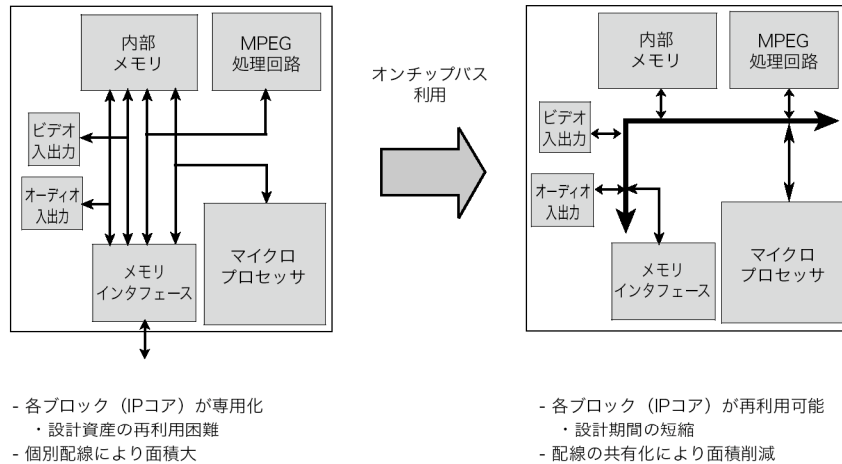 内部
メモリ
MPEG
処理回路
ビデオ
入出力
オーディオ
入出力
メモリ
インタフェース
マイクロ
プロセッサ
- 各ブロック（IPコア）が専用化
・設計資産の再利用困難
- 個別配線により面積大
オンチップバス
利用
内部
メモリ
MPEG
処理回路
ビデオ
入出力
オーディオ
入出力
メモリ
インタフェース
マイクロ
プロセッサ
- 各ブロック（IPコア）が再利用可能
・設計期間の短縮
- 配線の共有化により面積削減